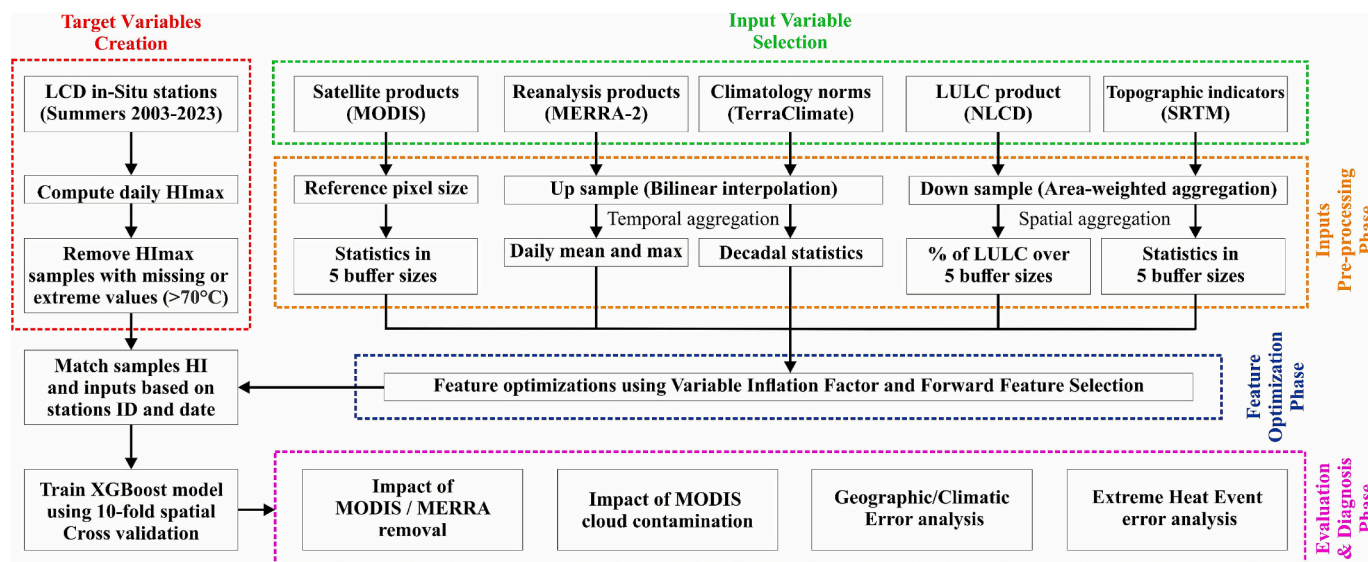 Target Variables
Creation
Input Variable
Selection
LCD in-Situ stations
(Summers 2003-2023)
Compute daily HImax
Remove HImax
samples with missing or
extreme values (>70°C)
Satellite products
(MODIS)
Reanalysis products
(MERRA-2)
Climatology norms
(TerraClimate)
LULC product
(NLCD)
Topographic indicators
(SRTM)
Reference pixel size
Up sample (Bilinear interpolation)
Down sample (Area-weighted aggregation)
Temporal aggregation
Spatial aggregation
Statistics in
5 buffer sizes
Daily mean and max
Decadal statistics
% of LULC over
5 buffer sizes
Statistics in
5 buffer sizes
Inputs
Pre-processing
Phase
Match samples HI
and inputs based on
stations ID and date
Feature optimizations using Variable Inflation Factor and Forward Feature Selection
Feature
Optimization
Phase
Train XGBoost model
using 10-fold spatial
Cross validation
Impact of
MODIS / MERRA
removal
Impact of MODIS
cloud contamination
Geographic/Climatic
Error analysis
Extreme Heat Event
error analysis
Evaluation
& Diagnosis
Phase